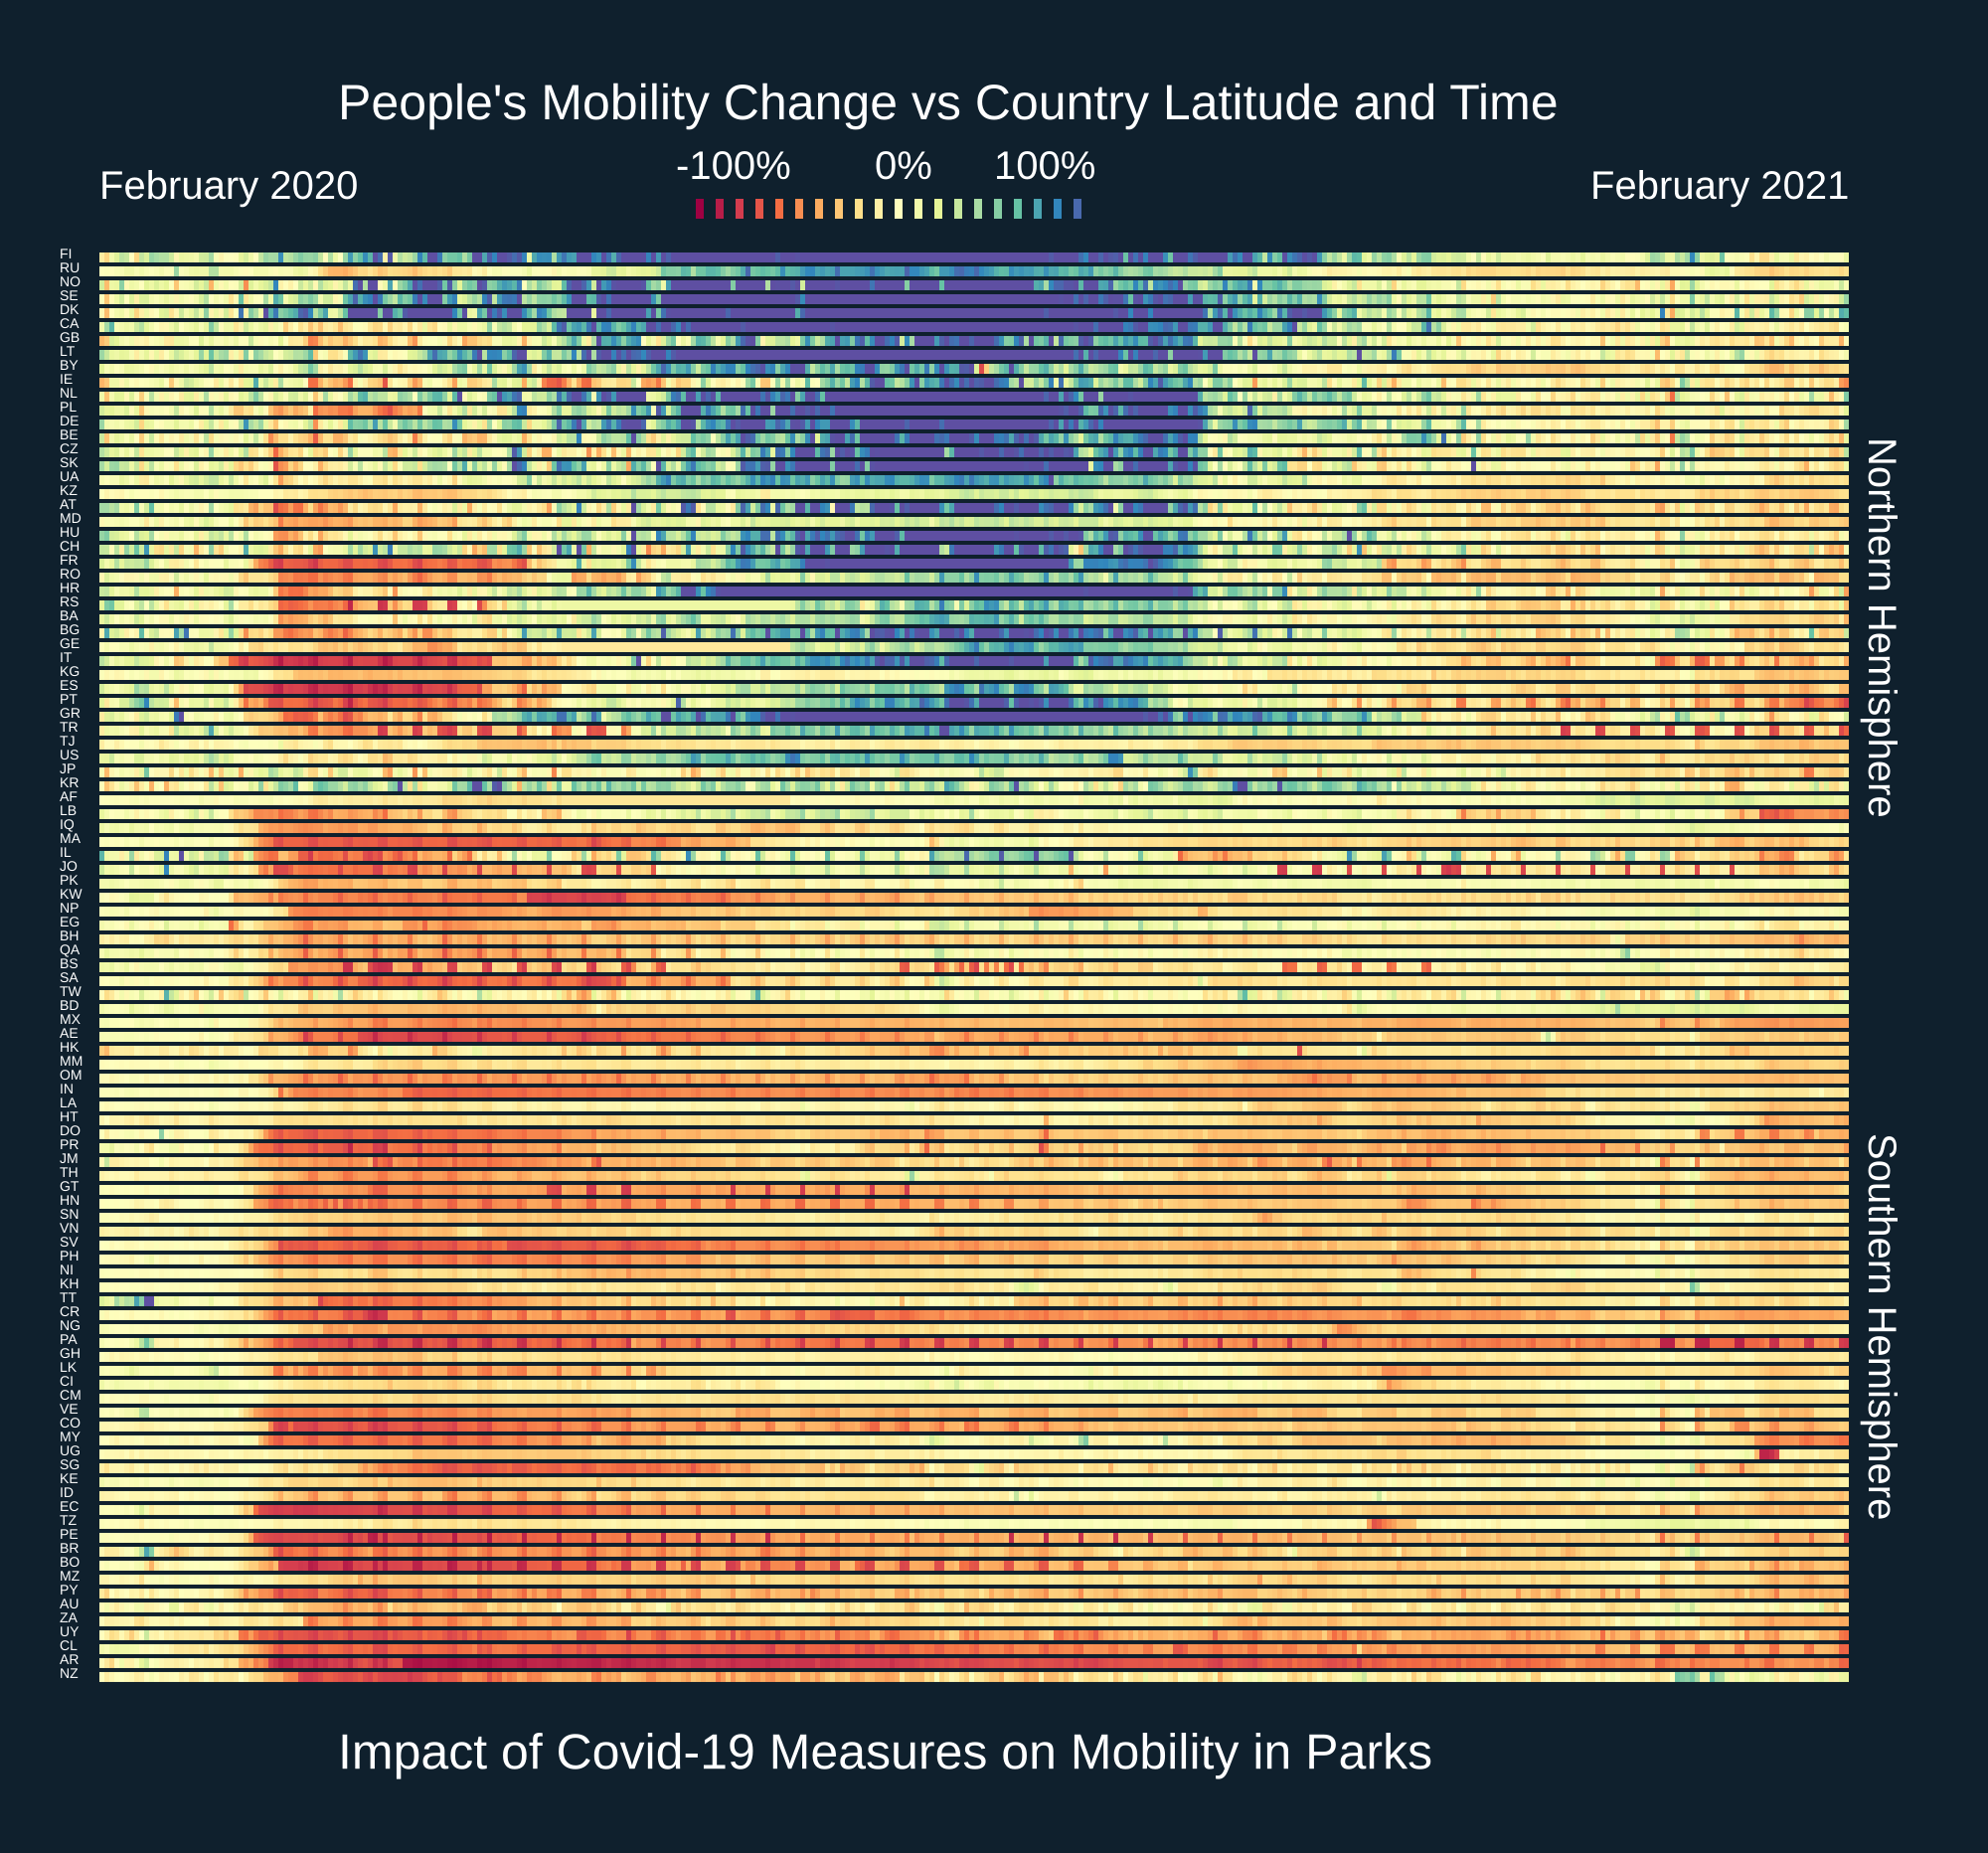 People's Mobility Change vs Country Latitude and Time
-100% 0% 100%
February 2020 February 2021
FI
RU
NO
SE
DK
CA
GB
LT
BY
IE
NL
PL
DE
BE
CZ
SK
UA
KZ
AT
MD
HU
CH
FR
RO
HR
RS
BA
BG
GE
IT
KG
ES
PT
GR
TR
TJ
US
JP
KR
AF
LB
IQ
MA
IL
JO
PK
KW
NP
EG
BH
QA
BS
SA
TW
BD
MX
AE
HK
MM
OM
IN
LA
HT
DO
PR
JM
TH
GT
HN
SN
VN
SV
PH
NI
KH
TT
CR
NG
PA
GH
LK
CI
CM
VE
CO
MY
UG
SG
KE
ID
EC
TZ
PE
BR
BO
MZ
PY
AU
ZA
UY
CL
AR
NZ
Northern Hemisphere
Southern Hemisphere
Impact of Covid-19 Measures on Mobility in Parks